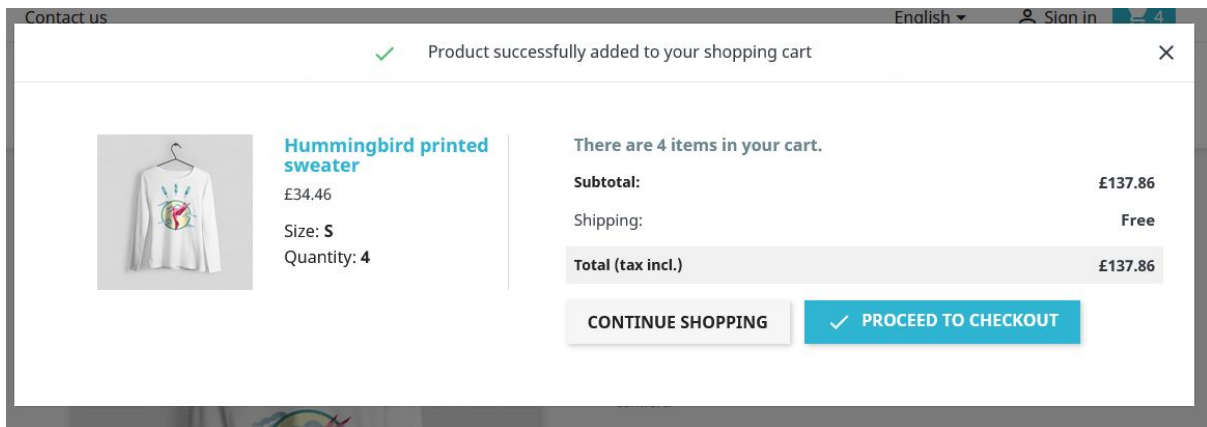 Contact us
English
Sign in
4
Product successfully added to your shopping cart
Hummingbird printed
sweater
£34.46
Size: S
Quantity: 4
There are 4 items in your cart.
Subtotal: £137.86
Shipping: Free
Total (tax incl.) £137.86
CONTINUE SHOPPING
PROCEED TO CHECKOUT